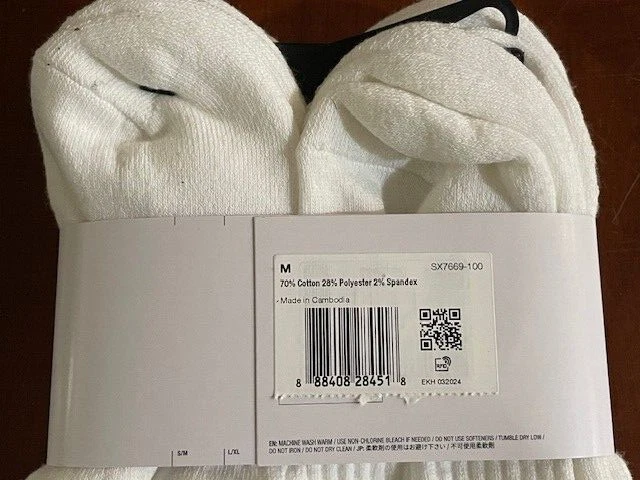 M SX7669-100
70% Cotton 28% Polyester 2% Spandex
Made in Cambodia
8 88408 28451 8
RFID
EKH 032024
EN: MACHINE WASH WARM / USE NON-CHLORINE BLEACH IF NEEDED / DO NOT USE SOFTENERS / TUMBLE DRY LOW /
DO NOT IRON / DO NOT DRY CLEAN / JP: 柔軟剤の使用はお避け下さい / 不可使用柔軟劑
S/M L/XL